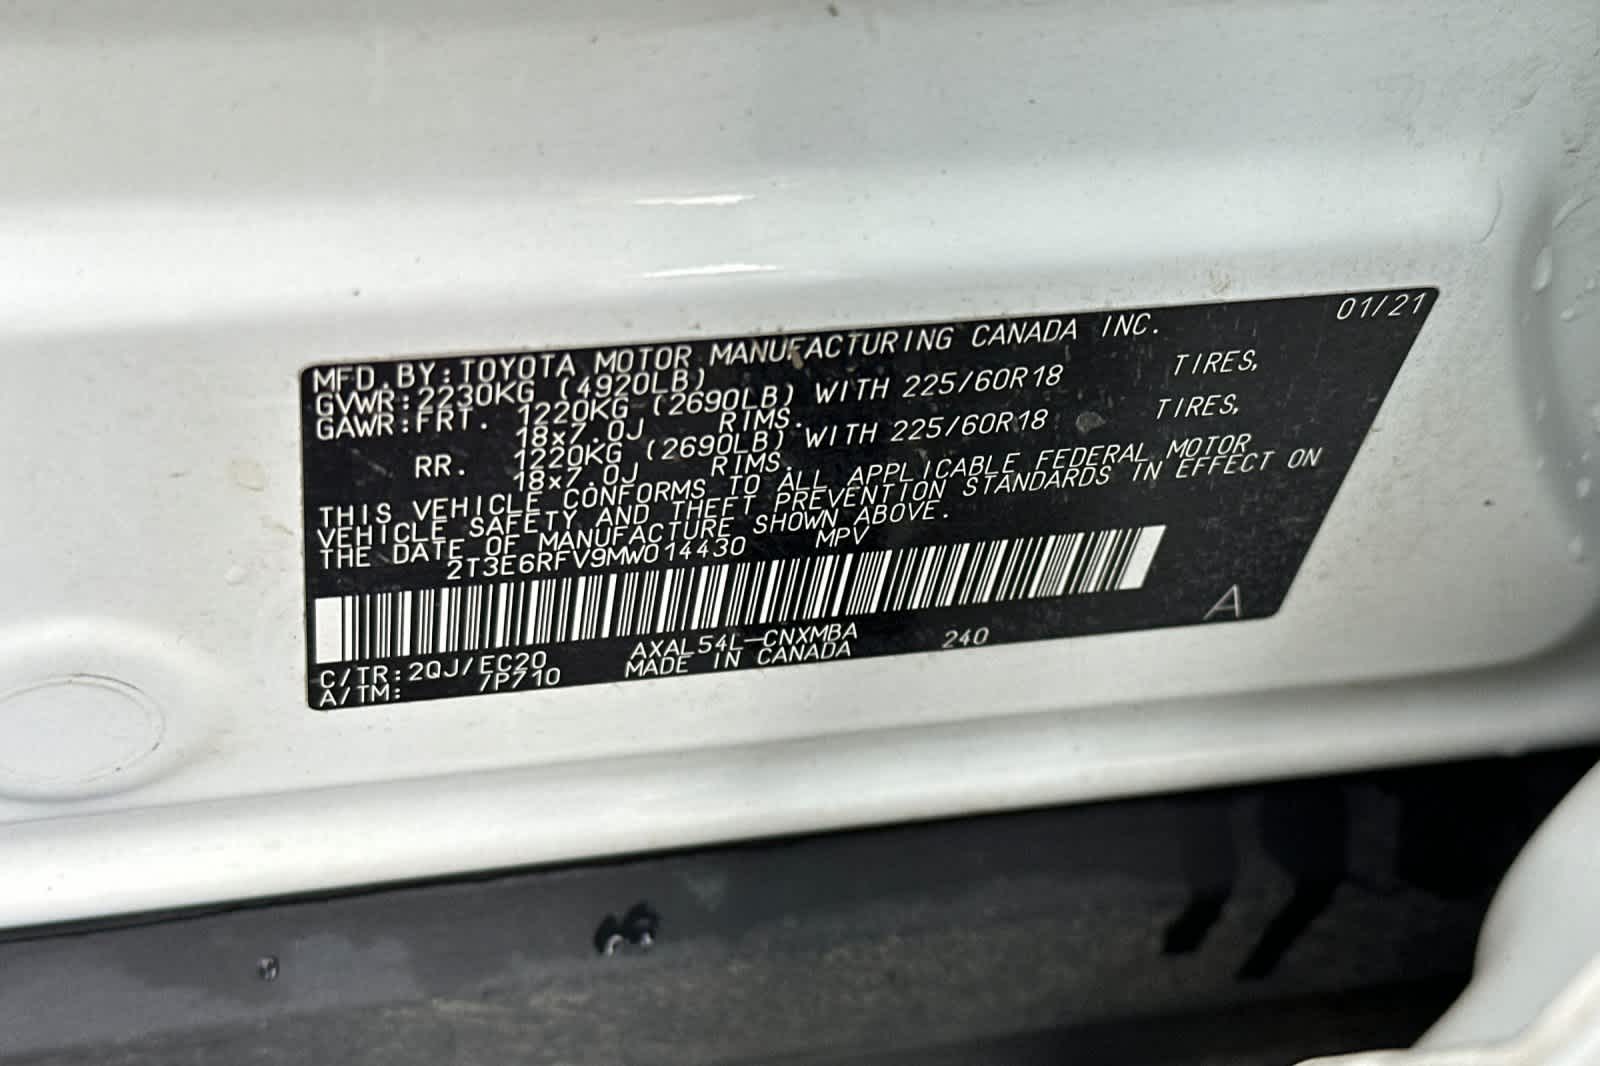 MFD. BY: TOYOTA MOTOR MANUFACTURING CANADA INC. 01/21
GVWR: 2230KG (4920LB)
GAWR: FRT. 1220KG (2690LB) WITH 225/60R18 TIRES,
18x7.0J RIMS.
RR. 1220KG (2690LB) WITH 225/60R18 TIRES,
18x7.0J RIMS.
THIS VEHICLE CONFORMS TO ALL APPLICABLE FEDERAL MOTOR
VEHICLE SAFETY AND THEFT PREVENTION STANDARDS IN EFFECT ON
THE DATE OF MANUFACTURE SHOWN ABOVE.
2T3E6RFV9MW014430 MPV
A
C/TR: 2QJ/EC20 AXAL54L-CNXMBA 240
A/TM: 7P710 MADE IN CANADA